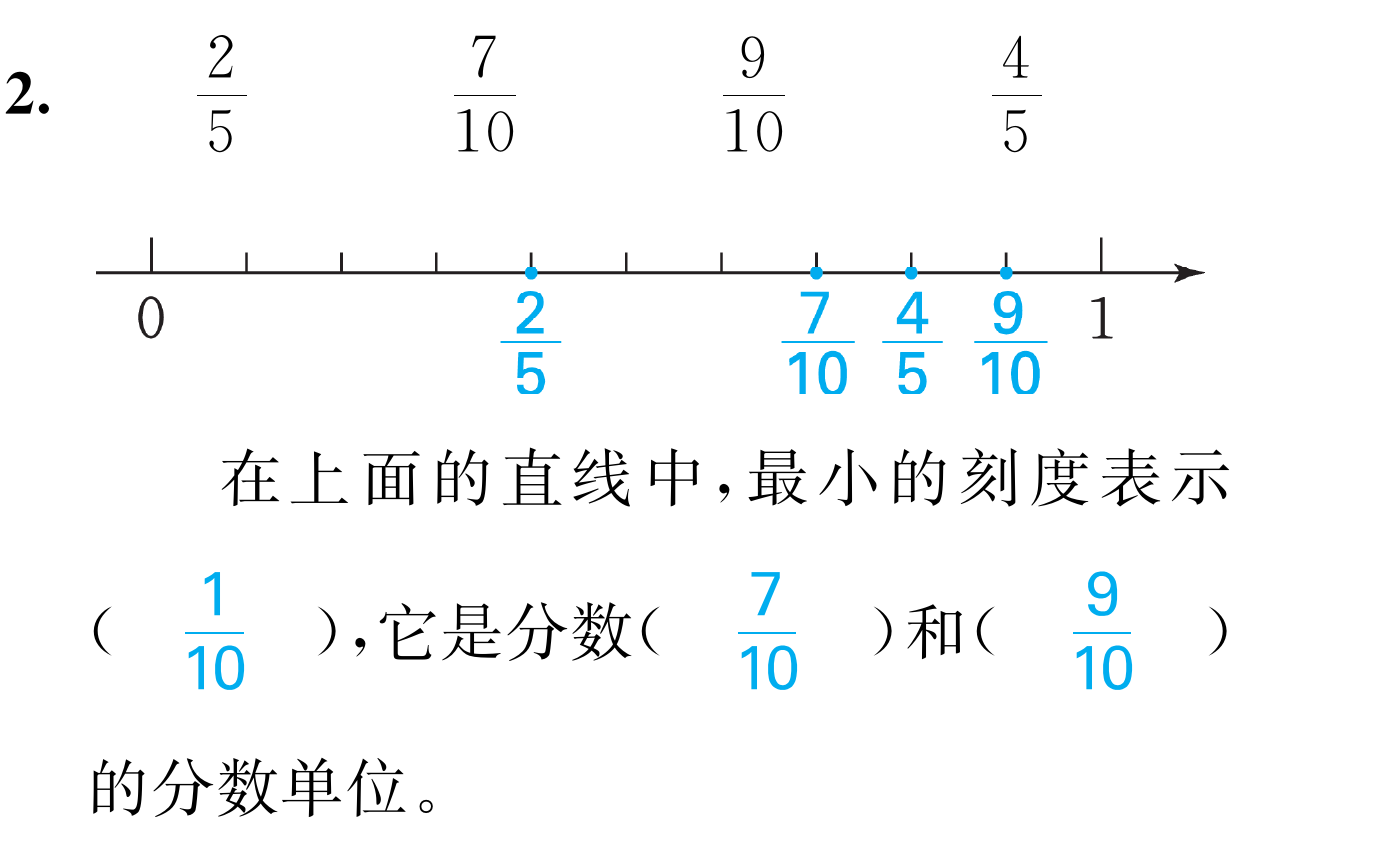 2. 2/5 7/10 9/10 4/5
0 2/5 7/10 4/5 9/10 1
在上面的直线中,最小的刻度表示
( 1/10 ),它是分数( 7/10 )和( 9/10 )
的分数单位。